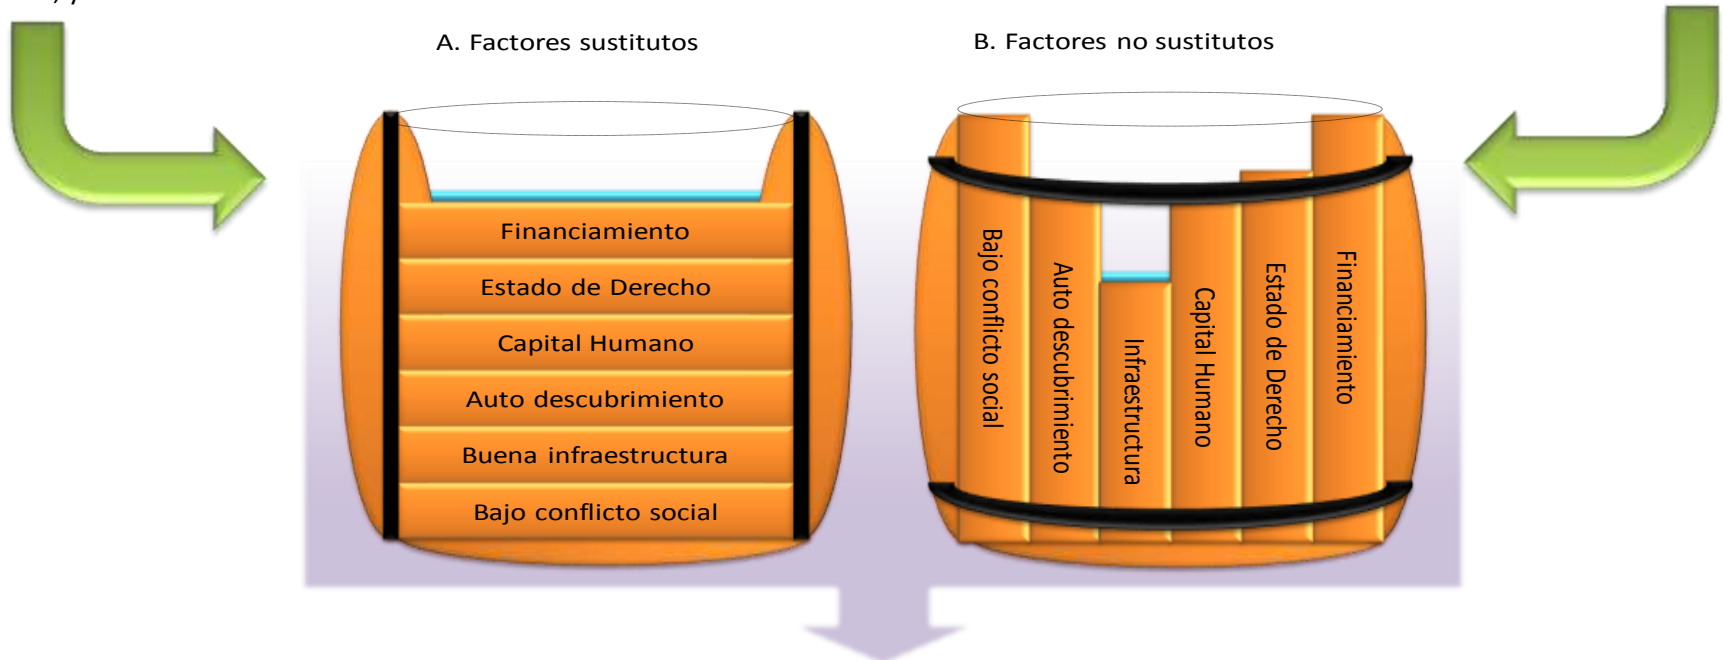 A. Factores sustitutos
B. Factores no sustitutos
Financiamiento
Estado de Derecho
Capital Humano
Auto descubrimiento
Buena infraestructura
Bajo conflicto social
Bajo conflicto social
Auto descubrimiento
Infraestructura
Capital Humano
Estado de Derecho
Financiamiento